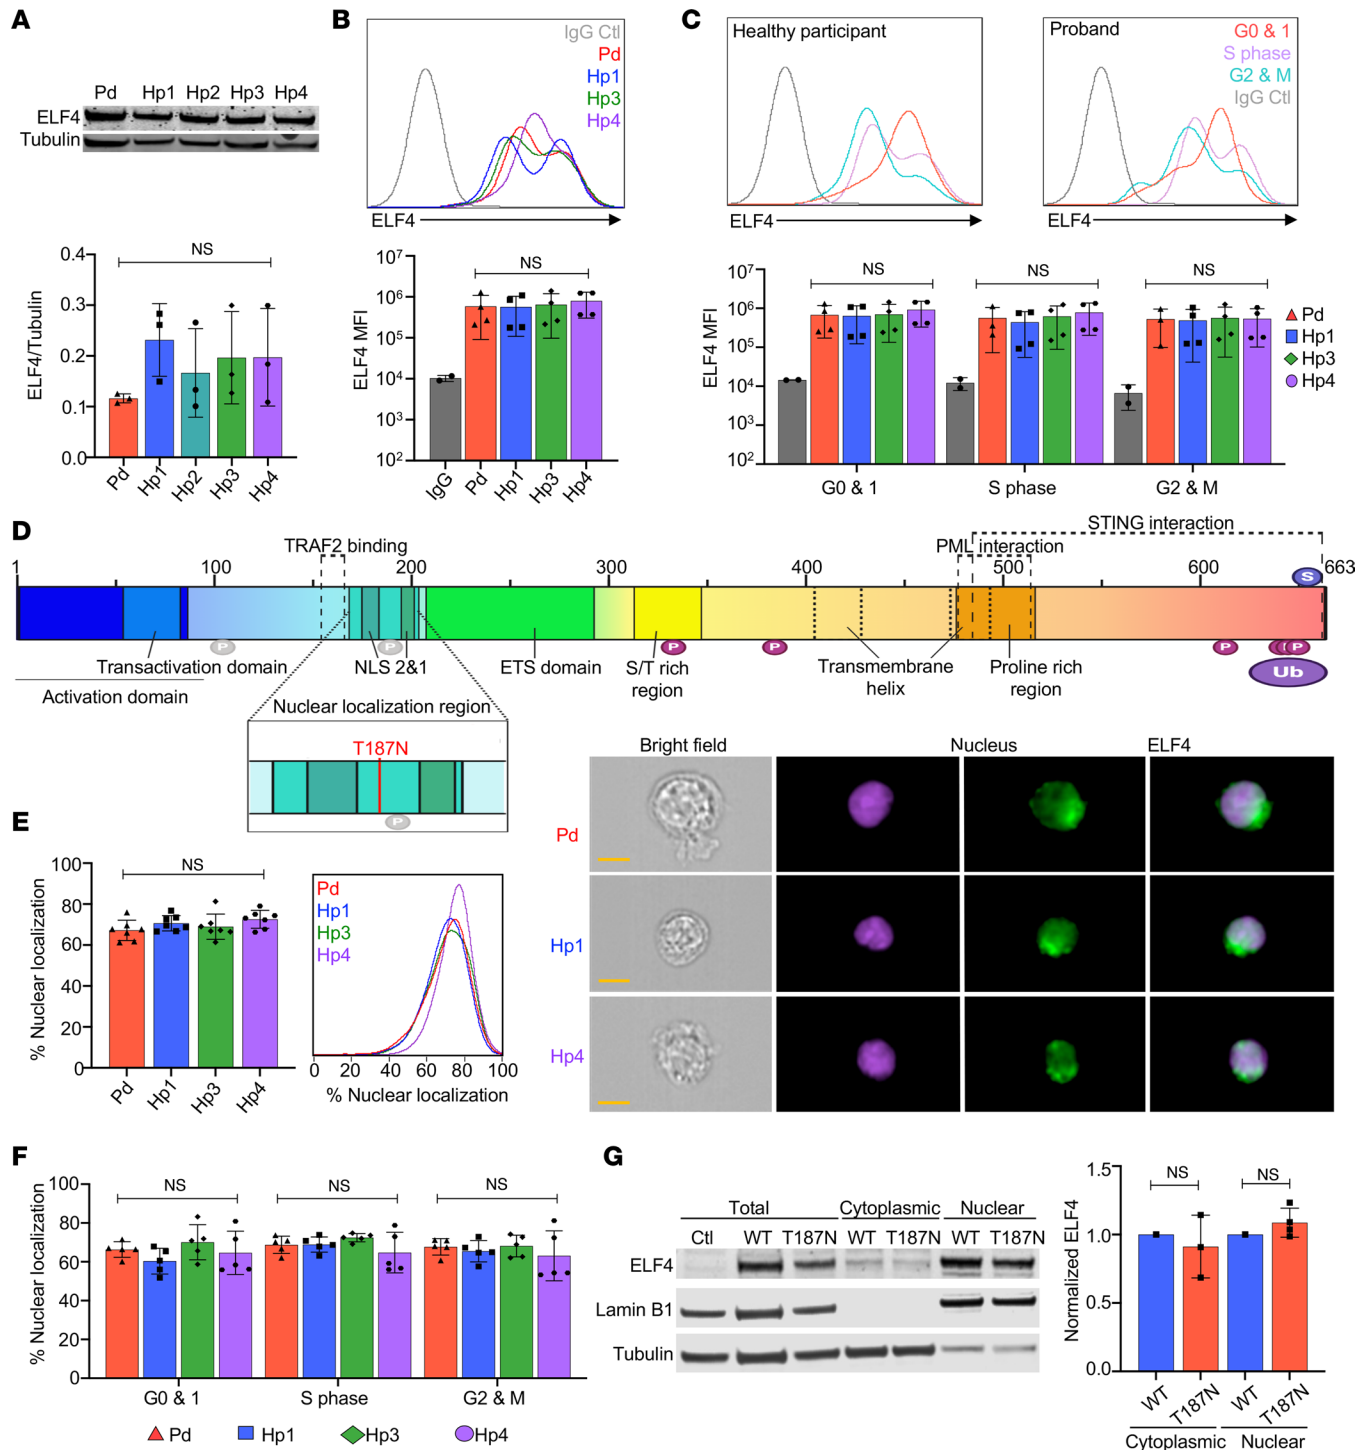 A
Pd Hp1 Hp2 Hp3 Hp4
ELF4
Tubulin
NS
ELF4/Tubulin
0.4
0.3
0.2
0.1
0.0
Pd Hp1 Hp2 Hp3 Hp4
B
IgG Ctl
Pd
Hp1
Hp3
Hp4
ELF4
NS
ELF4 MFI
10⁷
10⁶
10⁵
10⁴
10³
10²
IgG Pd Hp1 Hp3 Hp4
C
Healthy participant
ELF4
Proband
G0 & 1
S phase
G2 & M
IgG Ctl
ELF4
NS NS NS
ELF4 MFI
10⁷
10⁶
10⁵
10⁴
10³
10²
G0 & 1 S phase G2 & M
Pd
Hp1
Hp3
Hp4
D
STING interaction
TRAF2 binding PML interaction
1 100 200 400 500 600 663
S
P P P P P P
Ub
Transactivation domain NLS 2&1 ETS domain S/T rich region Transmembrane helix Proline rich region
Activation domain
Nuclear localization region
T187N
P
E
NS
% Nuclear localization
100
80
60
40
20
0
Pd Hp1 Hp3 Hp4
Pd
Hp1
Hp3
Hp4
0 20 40 60 80 100
% Nuclear localization
Bright field Nucleus ELF4
Pd
Hp1
Hp4
F
NS NS NS
% Nuclear localization
100
80
60
40
20
0
G0 & 1 S phase G2 & M
Pd Hp1 Hp3 Hp4
G
Total Cytoplasmic Nuclear
Ctl WT T187N WT T187N WT T187N
ELF4
Lamin B1
Tubulin
NS NS
Normalized ELF4
1.5
1.0
0.5
0.0
WT T187N WT T187N
Cytoplasmic Nuclear